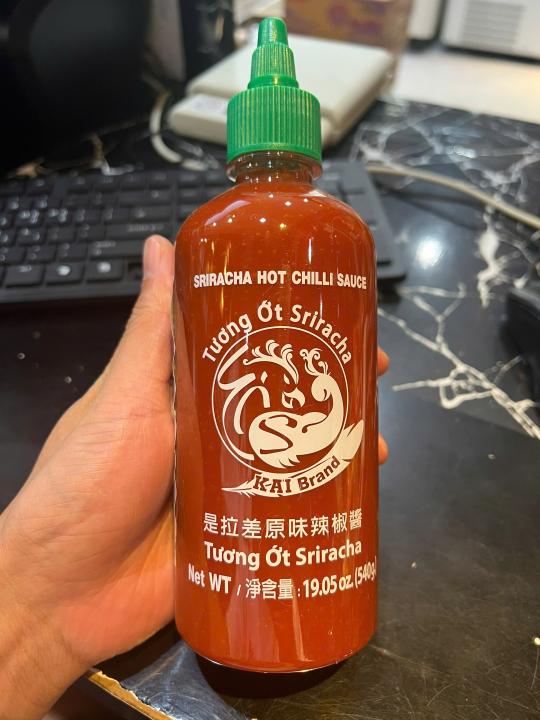 SRIRACHA HOT CHILLI SAUCE
Tương Ớt Sriracha
KAI Brand
是拉差原味辣椒醬
Tương Ớt Sriracha
Net WT / 淨含量 : 19.05 oz. (540g)